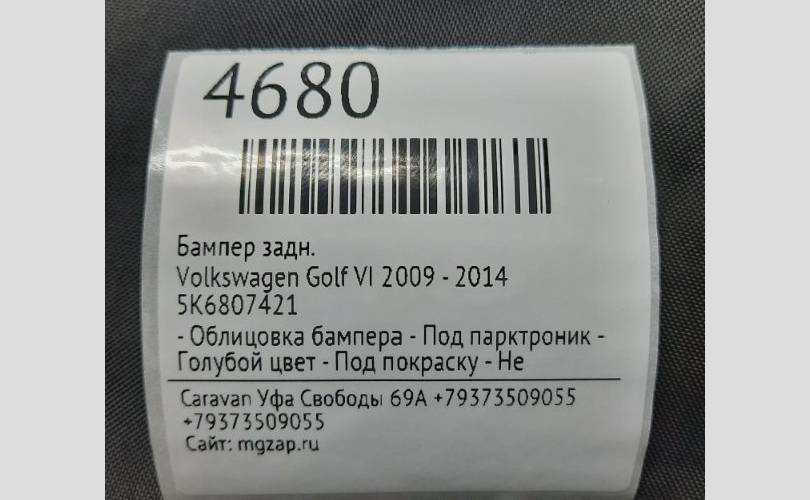 4680
Бампер задн.
Volkswagen Golf VI 2009 - 2014
5K6807421
- Облицовка бампера - Под парктроник -
Голубой цвет - Под покраску - Не
Caravan Уфа Свободы 69А +79373509055
+79373509055
Сайт: mgzap.ru